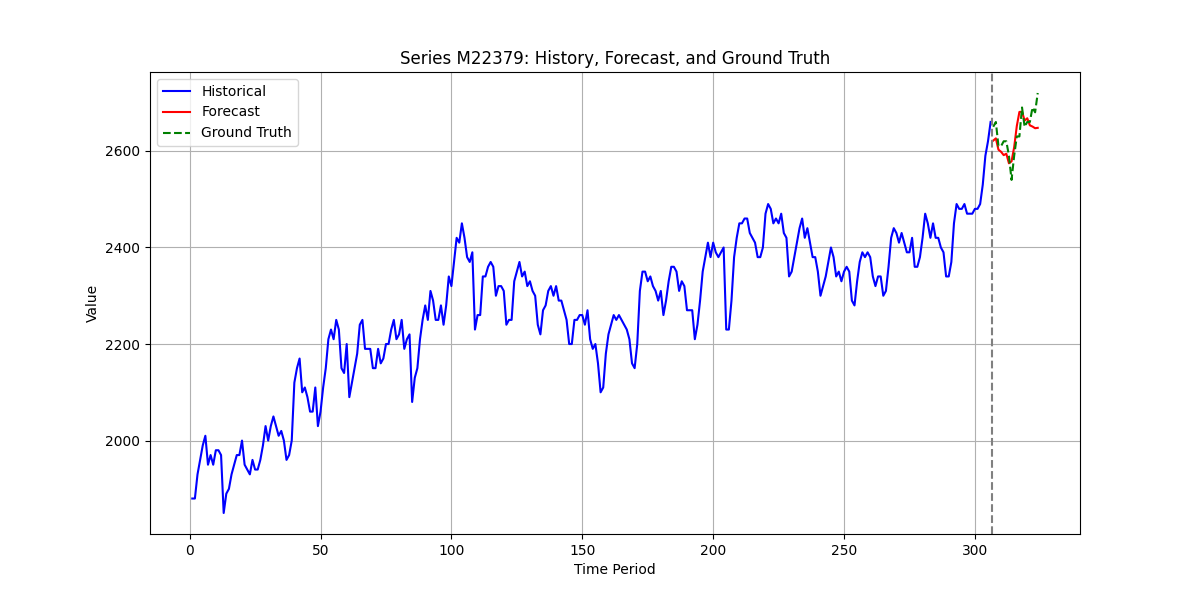 Series M22379: History, Forecast, and Ground Truth
Historical
Forecast
Ground Truth
2600
2400
2200
2000
Value
0 50 100 150 200 250 300
Time Period